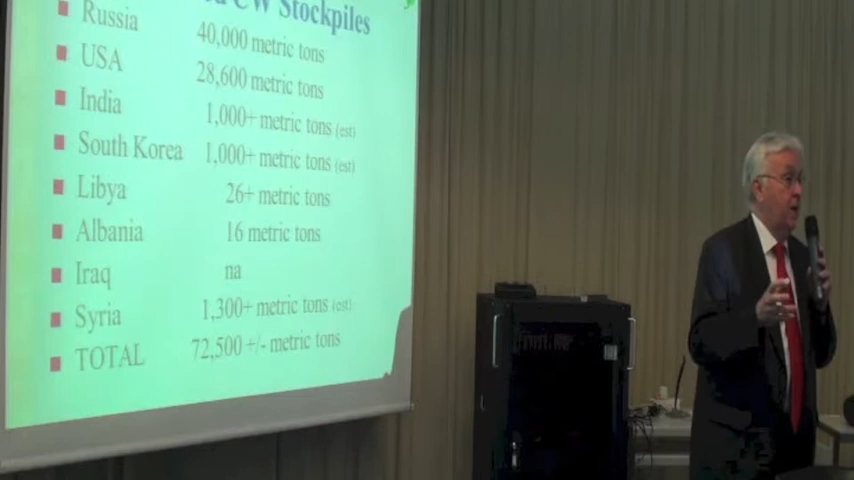 CW Stockpiles
Russia 40,000 metric tons
USA 28,600 metric tons
India 1,000+ metric tons (est)
South Korea 1,000+ metric tons (est)
Libya 26+ metric tons
Albania 16 metric tons
Iraq na
Syria 1,300+ metric tons (est)
TOTAL 72,500 +/- metric tons